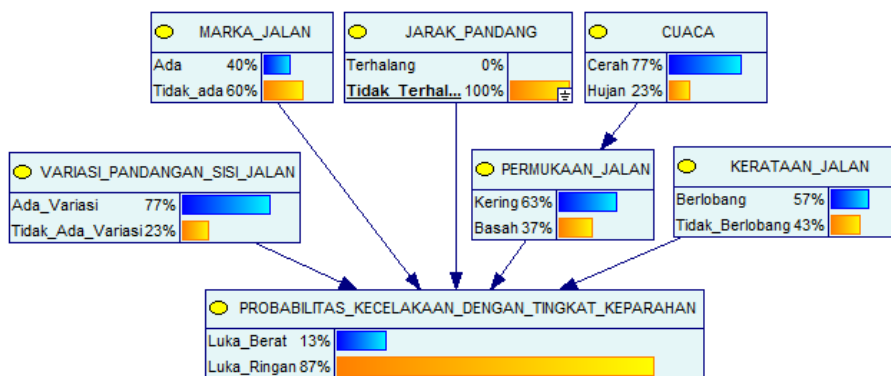 MARKA_JALAN
Ada 40%
Tidak_ada 60%
JARAK_PANDANG
Terhalang 0%
Tidak_Terhal... 100%
CUACA
Cerah 77%
Hujan 23%
VARIASI_PANDANGAN_SISI_JALAN
Ada_Variasi 77%
Tidak_Ada_Variasi 23%
PERMUKAAN_JALAN
Kering 63%
Basah 37%
KERATAAN_JALAN
Berlobang 57%
Tidak_Berlobang 43%
PROBABILITAS_KECELAKAAN_DENGAN_TINGKAT_KEPARAHAN
Luka_Berat 13%
Luka_Ringan 87%